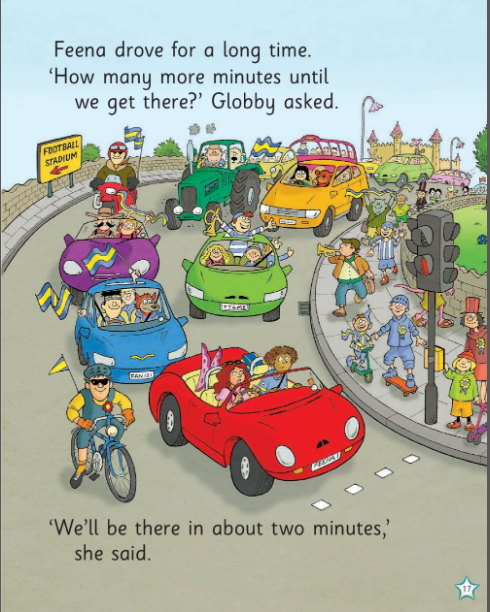 Feena drove for a long time.
‘How many more minutes until
we get there?’ Globby asked.
FOOTBALL
STADIUM
‘We’ll be there in about two minutes,’
she said.
17